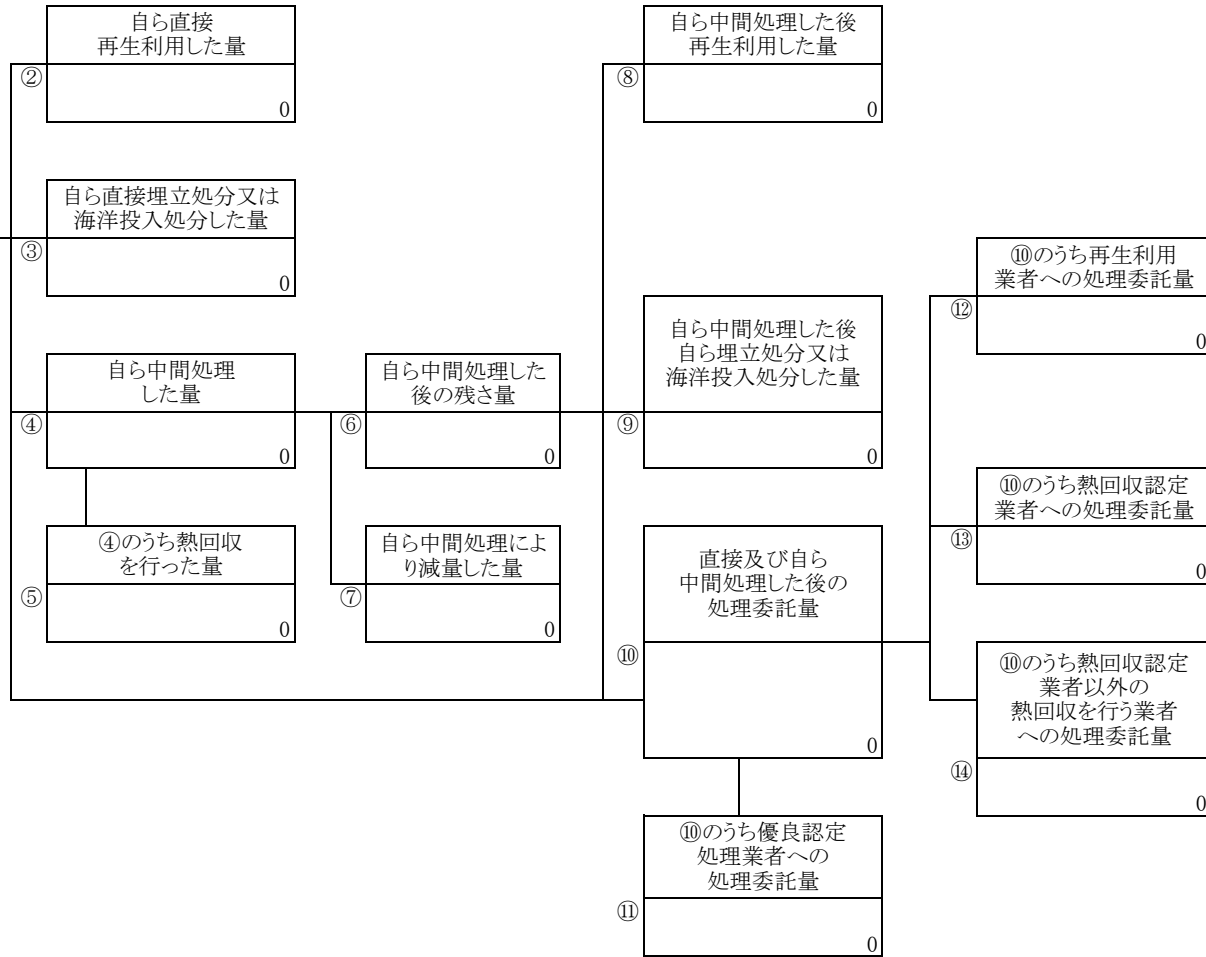 自ら直接
再生利用した量
②
0
自ら直接埋立処分又は
海洋投入処分した量
③
0
自ら中間処理
した量
④
0
④のうち熱回収
を行った量
⑤
0
自ら中間処理した
後の残さ量
⑥
0
自ら中間処理によ
り減量した量
⑦
0
自ら中間処理した後
再生利用した量
⑧
0
自ら中間処理した後
自ら埋立処分又は
海洋投入処分した量
⑨
0
直接及び自ら
中間処理した後の
処理委託量
⑩
0
⑩のうち優良認定
処理業者への
処理委託量
⑪
0
⑩のうち再生利用
業者への処理委託量
⑫
0
⑩のうち熱回収認定
業者への処理委託量
⑬
0
⑩のうち熱回収認定
業者以外の
熱回収を行う業者
への処理委託量
⑭
0